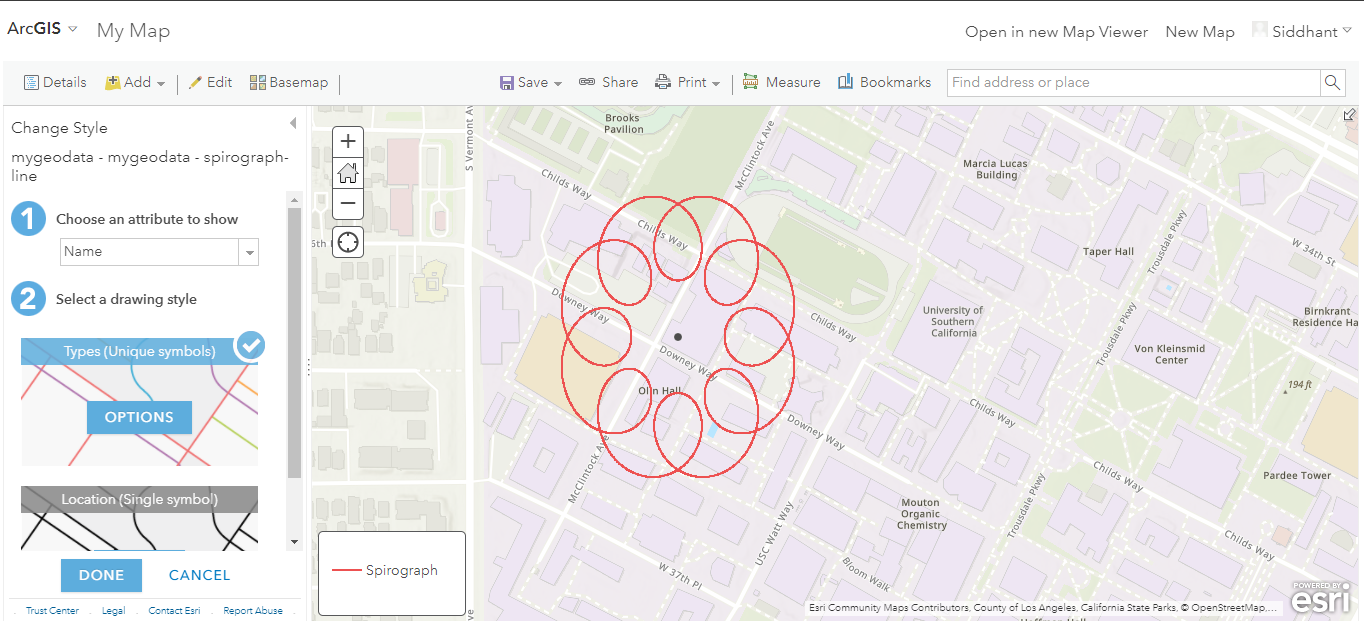 ArcGIS My Map Open in new Map Viewer New Map Siddhant
Details Add Edit Basemap Save Share Print Measure Bookmarks Find address or place
Change Style
mygeodata - mygeodata - spirograph-
line
1 Choose an attribute to show
Name
2 Select a drawing style
Types (Unique symbols)
OPTIONS
Location (Single symbol)
DONE CANCEL
Trust Center Legal Contact Esri Report Abuse
+
−
Spirograph
Brooks
Pavilion
S Vermont Av
McClintock Ave
Childs Way
Marcia Lucas
Building
Childs Way
6th
Taper Hall
Trousdale Pkwy
W 34th St
Downey Way
University of
Southern
California
Childs Way
Birnkrant
Residence Ha
Trousdale Pkwy
Von Kleinsmid
Center
Downey Way
194 ft
Olin Hall
Childs Way
Downey Way
McClintock Ave
Childs Way
Pardee Tower
Mouton
Organic
Chemistry
Trousdale Pkwy
USC Watt Way
Childs Way
W 37th Pl
Bloom Walk
POWERED BY
esri
Esri Community Maps Contributors, County of Los Angeles, California State Parks, © OpenStreetMap,...